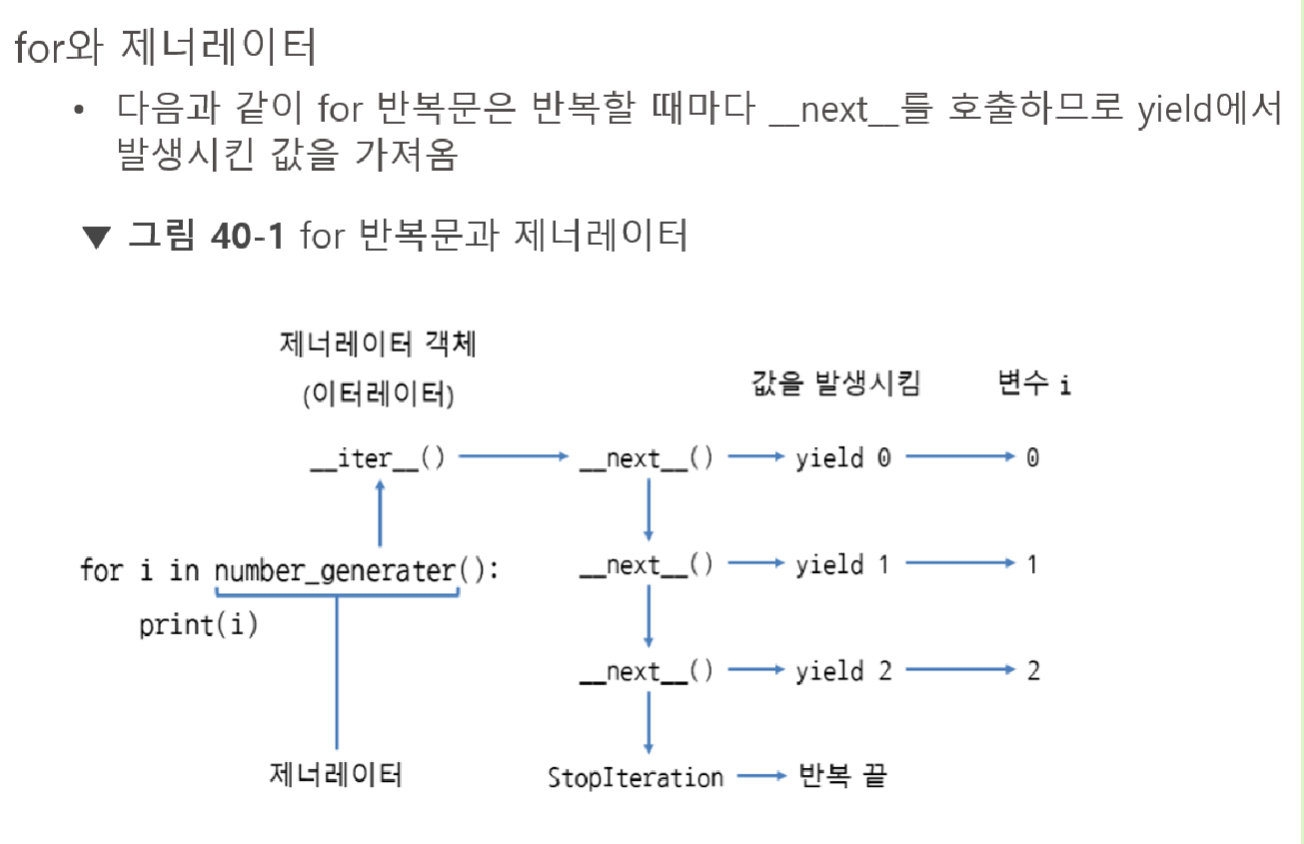 for와 제너레이터
• 다음과 같이 for 반복문은 반복할 때마다 __next__를 호출하므로 yield에서
발생시킨 값을 가져옴
▼ 그림 40-1 for 반복문과 제너레이터
제너레이터 객체
(이터레이터)
값을 발생시킴 변수 i
__iter__() __next__() yield 0 0
for i in number_generater(): __next__() yield 1 1
print(i)
__next__() yield 2 2
제너레이터 StopIteration 반복 끝